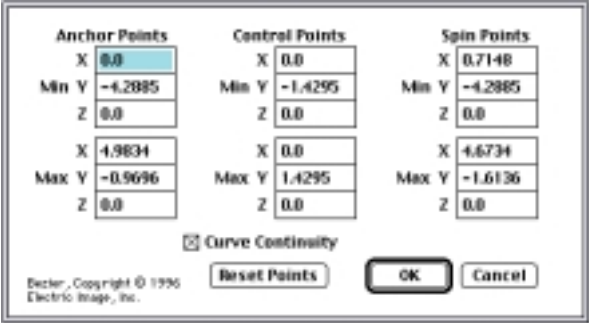 Anchor Points Control Points Spin Points
X 0.0 X 0.0 X 0.7148
Min Y -4.2885 Min Y -1.4295 Min Y -4.2885
Z 0.0 Z 0.0 Z 0.0
X 4.9834 X 0.0 X 4.6734
Max Y -0.9696 Max Y 1.4295 Max Y -1.6136
Z 0.0 Z 0.0 Z 0.0
Curve Continuity
Bezier, Copyright © 1996 Reset Points OK Cancel
Electric Image, Inc.